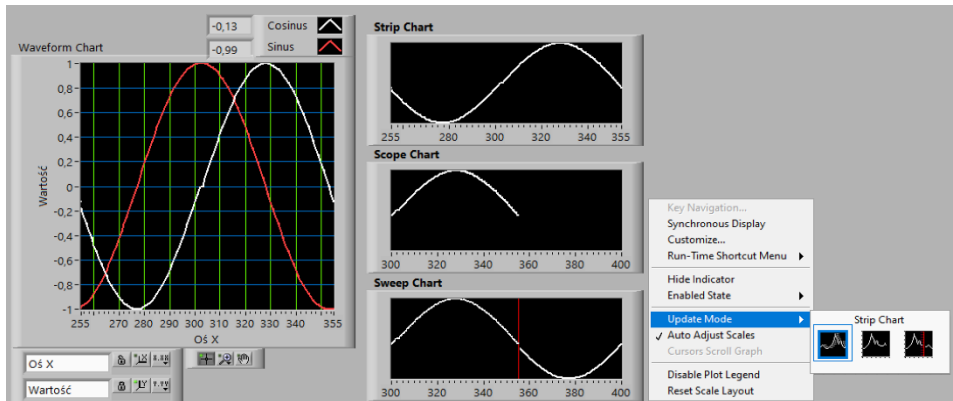 -0,13 Cosinus
-0,99 Sinus
Waveform Chart
Wartość
1
0,8
0,6
0,4
0,2
0
-0,2
-0,4
-0,6
-0,8
-1
255 270 280 290 300 310 320 330 340 355
Oś X
Oś X
Wartość
Strip Chart
255 280 300 320 340 355
Scope Chart
300 320 340 360 380 400
Sweep Chart
300 320 340 360 380 400
Key Navigation...
Synchronous Display
Customize...
Run-Time Shortcut Menu
Hide Indicator
Enabled State
Update Mode
Auto Adjust Scales
Cursors Scroll Graph
Disable Plot Legend
Reset Scale Layout
Strip Chart